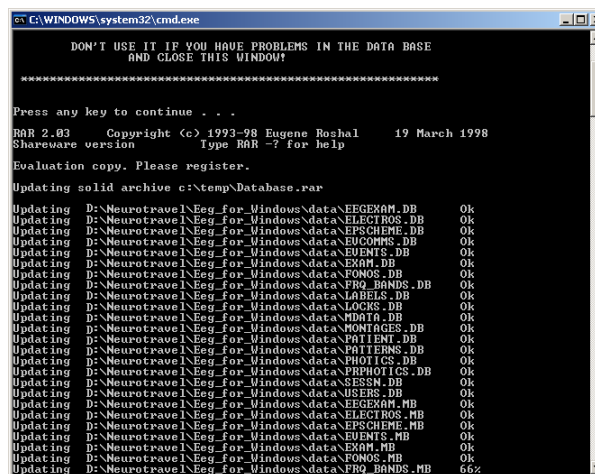 C:\WINDOWS\system32\cmd.exe
DON'T USE IT IF YOU HAVE PROBLEMS IN THE DATA BASE
AND CLOSE THIS WINDOW!
**********************************************************
Press any key to continue . . .
RAR 2.03 Copyright (c) 1993-98 Eugene Roshal 19 March 1998
Shareware version Type RAR -? for help
Evaluation copy. Please register.
Updating solid archive c:\temp\Database.rar
Updating D:\Neurotravel\Eeg_for_Windows\data\EEGEXAM.DB Ok
Updating D:\Neurotravel\Eeg_for_Windows\data\ELECTROS.DB Ok
Updating D:\Neurotravel\Eeg_for_Windows\data\EPSCHEME.DB Ok
Updating D:\Neurotravel\Eeg_for_Windows\data\EVCOMMS.DB Ok
Updating D:\Neurotravel\Eeg_for_Windows\data\EVENTS.DB Ok
Updating D:\Neurotravel\Eeg_for_Windows\data\EXAM.DB Ok
Updating D:\Neurotravel\Eeg_for_Windows\data\FONOS.DB Ok
Updating D:\Neurotravel\Eeg_for_Windows\data\FRQ_BANDS.DB Ok
Updating D:\Neurotravel\Eeg_for_Windows\data\LABELS.DB Ok
Updating D:\Neurotravel\Eeg_for_Windows\data\LOCKS.DB Ok
Updating D:\Neurotravel\Eeg_for_Windows\data\MDATA.DB Ok
Updating D:\Neurotravel\Eeg_for_Windows\data\MONTAGES.DB Ok
Updating D:\Neurotravel\Eeg_for_Windows\data\PATIENT.DB Ok
Updating D:\Neurotravel\Eeg_for_Windows\data\PATTERNS.DB Ok
Updating D:\Neurotravel\Eeg_for_Windows\data\PHOTICS.DB Ok
Updating D:\Neurotravel\Eeg_for_Windows\data\PRPHOTICS.DB Ok
Updating D:\Neurotravel\Eeg_for_Windows\data\SESSN.DB Ok
Updating D:\Neurotravel\Eeg_for_Windows\data\USERS.DB Ok
Updating D:\Neurotravel\Eeg_for_Windows\data\EEGEXAM.MB Ok
Updating D:\Neurotravel\Eeg_for_Windows\data\ELECTROS.MB Ok
Updating D:\Neurotravel\Eeg_for_Windows\data\EPSCHEME.MB Ok
Updating D:\Neurotravel\Eeg_for_Windows\data\EVENTS.MB Ok
Updating D:\Neurotravel\Eeg_for_Windows\data\EXAM.MB Ok
Updating D:\Neurotravel\Eeg_for_Windows\data\FONOS.MB Ok
Updating D:\Neurotravel\Eeg_for_Windows\data\FRQ_BANDS.MB 66%